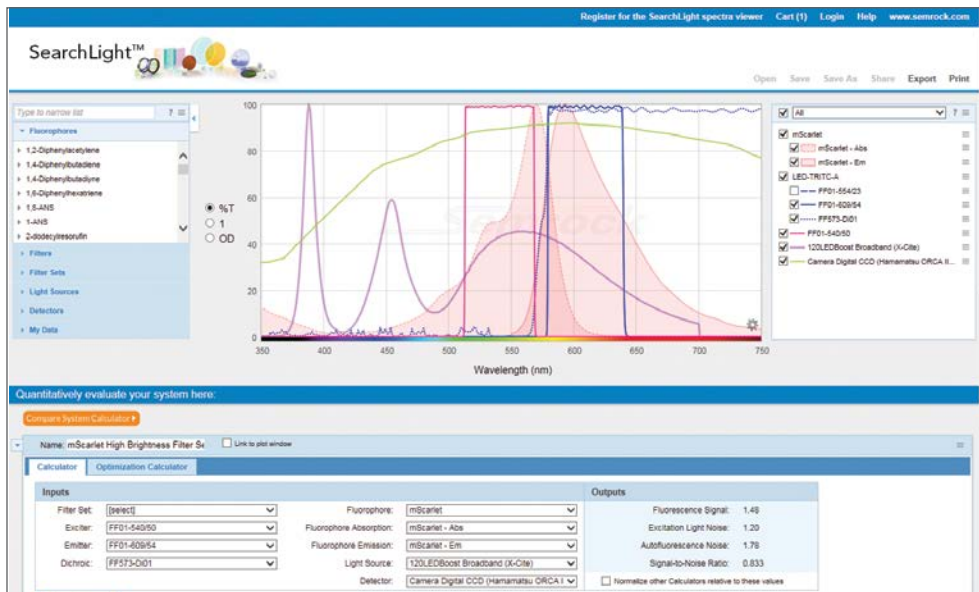 Register for the SearchLight spectra viewer Cart (1) Login Help www.semrock.com
SearchLight™
Open Save Save As Share Export Print
Type to narrow list ?
Fluorophores
1,2-Diphenylacetylene
1,4-Diphenylbutadiene
1,4-Diphenylbutadiyne
1,6-Diphenylhexatriene
1,8-ANS
1-ANS
2-dodecylresorufin
Filters
Filter Sets
Light Sources
Detectors
My Data
%T
1
OD
100
80
60
40
20
0
Semrock
350 400 450 500 550 600 650 700 750
Wavelength (nm)
All ?
mScarlet
mScarlet - Abs
mScarlet - Em
LED-TRITC-A
FF01-554/23
FF01-609/54
FF573-Di01
FF01-540/50
120LEDBoost Broadband (X-Cite)
Camera Digital CCD (Hamamatsu ORCA II...
Quantitatively evaluate your system here:
Compare System Calculator
Name: mScarlet High Brightness Filter Se Link to plot window
Calculator Optimization Calculator
Inputs Outputs
Filter Set: [select] Fluorophore: mScarlet Fluorescence Signal: 1.48
Exciter: FF01-540/50 Fluorophore Absorption: mScarlet - Abs Excitation Light Noise: 1.20
Emitter: FF01-609/54 Fluorophore Emission: mScarlet - Em Autofluorescence Noise: 1.78
Dichroic: FF573-Di01 Light Source: 120LEDBoost Broadband (X-Cite) Signal-to-Noise Ratio: 0.833
Detector: Camera Digital CCD (Hamamatsu ORCA I Normalize other Calculators relative to these values